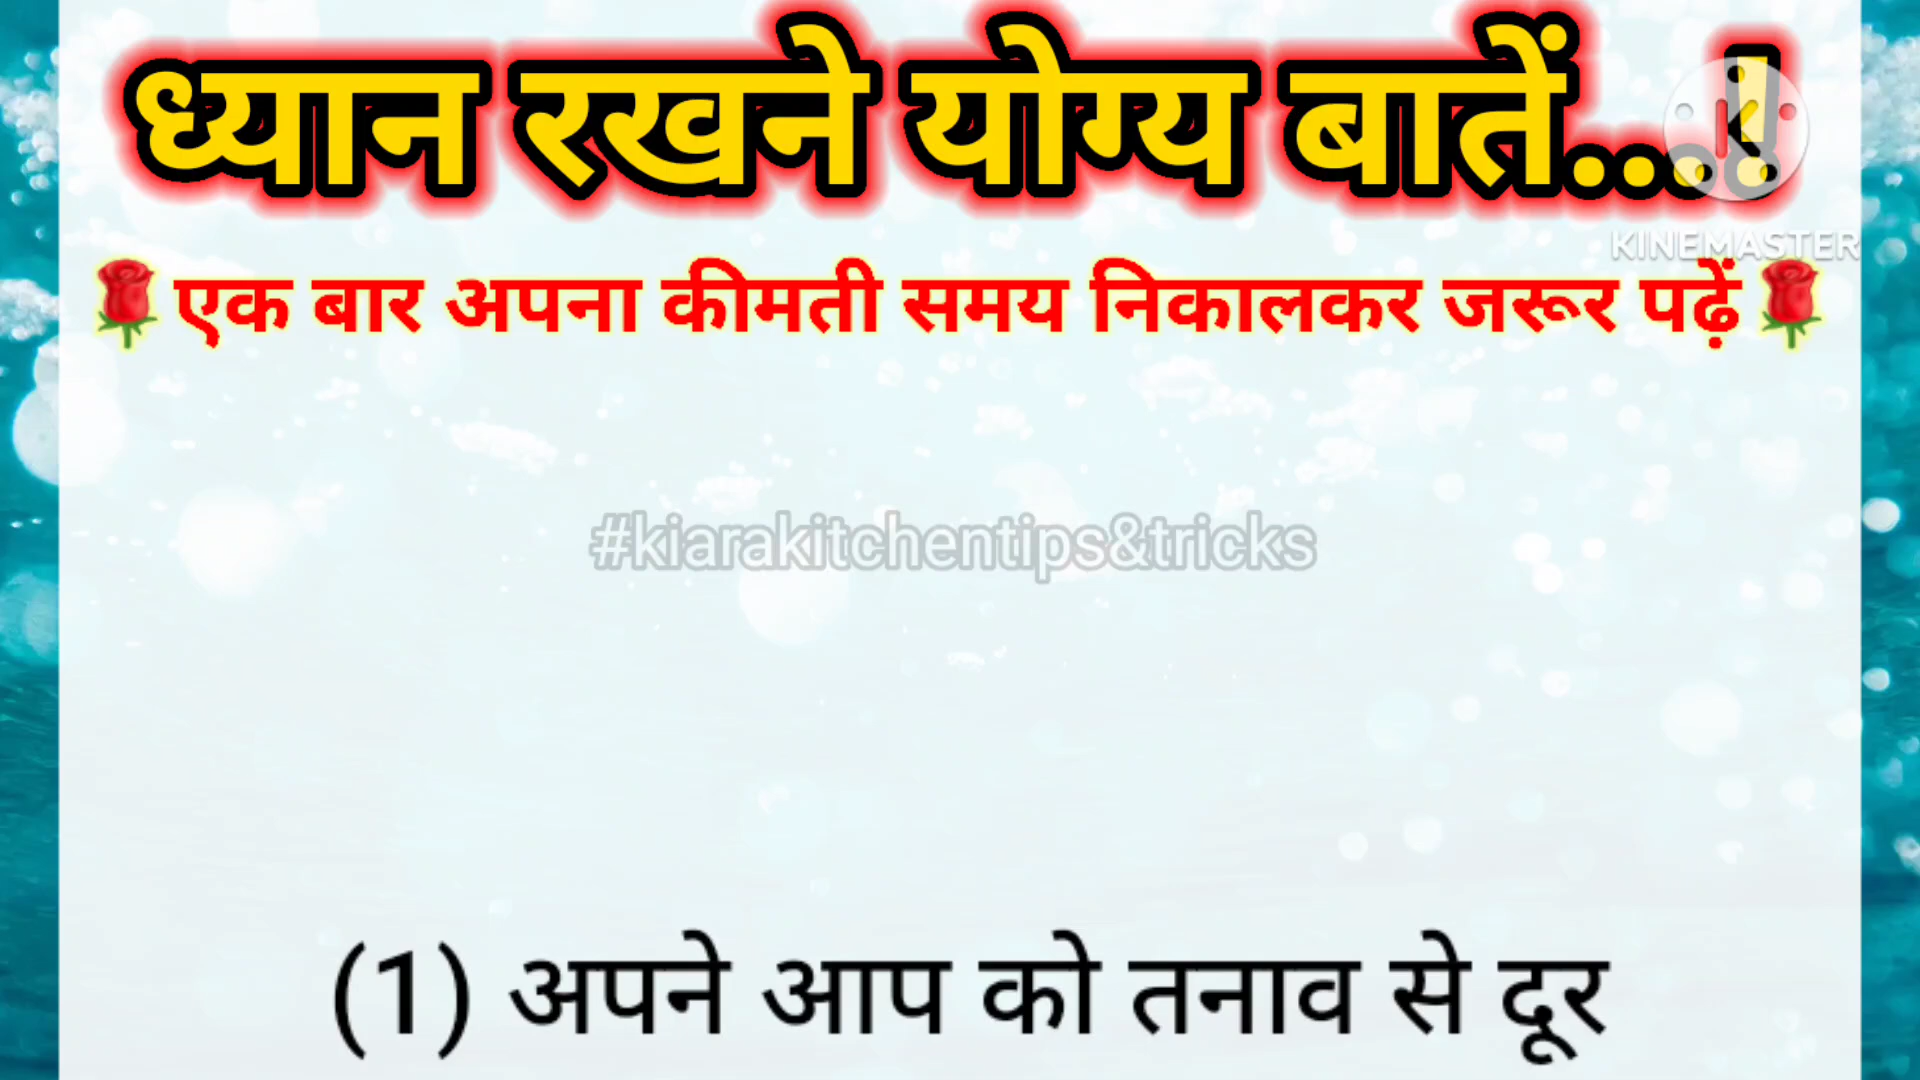 ध्यान रखने योग्य बातें...!
KINEMASTER
🌹एक बार अपना कीमती समय निकालकर जरूर पढ़ें🌹
#kiarakitchentips&tricks
(1) अपने आप को तनाव से दूर